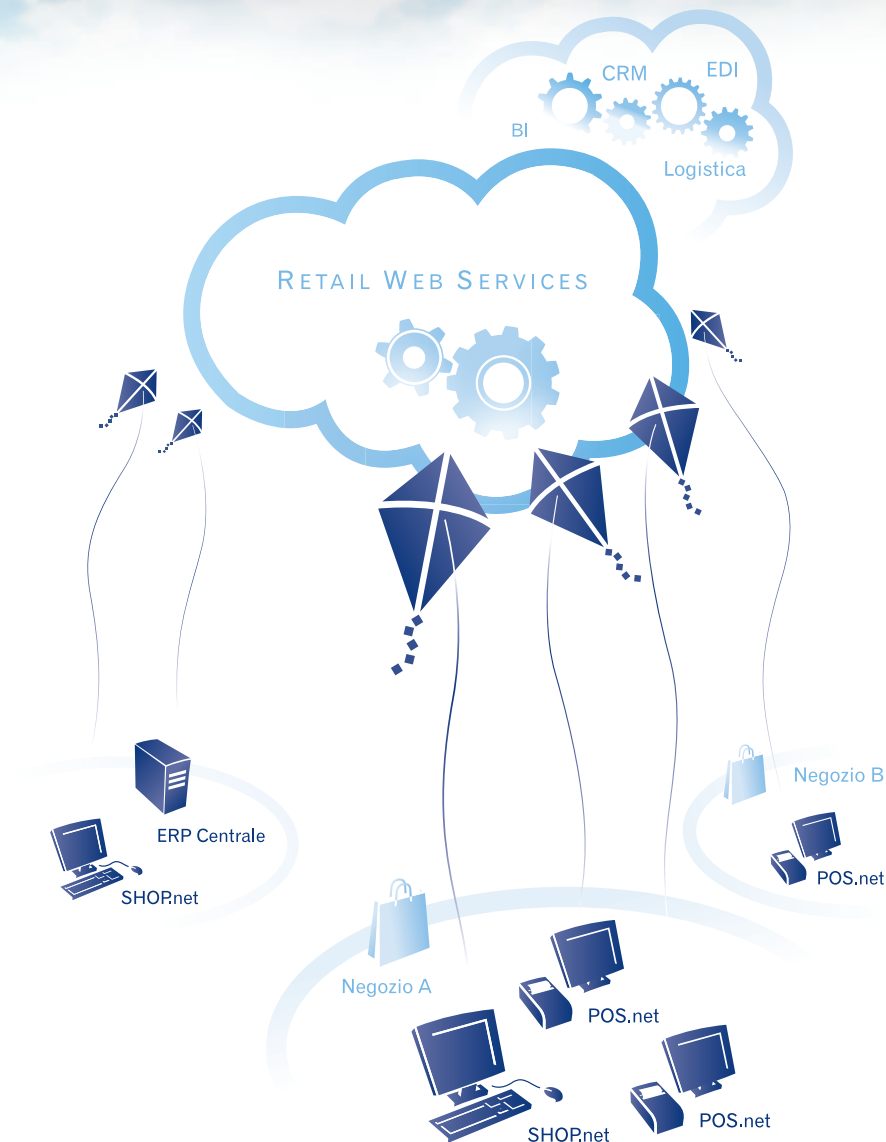 CRM
EDI
BI
Logistica
RETAIL WEB SERVICES
Negozio B
ERP Centrale
POS.net
SHOP.net
Negozio A
POS.net
POS.net
SHOP.net